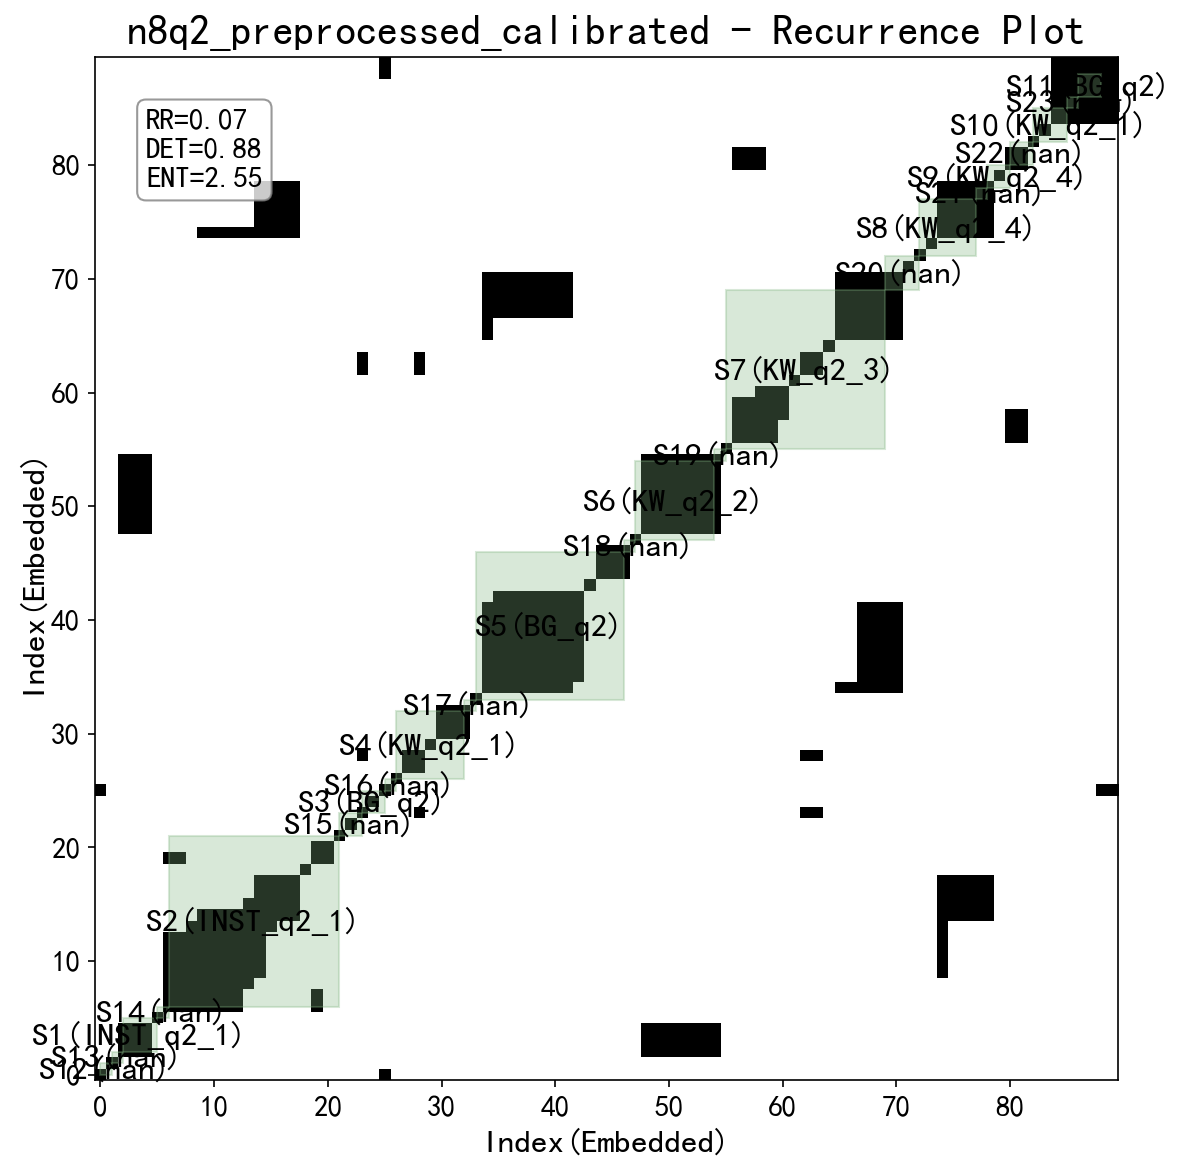 n8q2_preprocessed_calibrated - Recurrence Plot
RR=0.07
DET=0.88
ENT=2.55
S11(BG_q2)
S23(nan)
S10(KW_q2_1)
S22(nan)
S9(KW_q2_4)
S21(nan)
S8(KW_q2_4)
S20(nan)
S7(KW_q2_3)
S19(nan)
S6(KW_q2_2)
S18(nan)
S5(BG_q2)
S17(nan)
S4(KW_q2_1)
S16(nan)
S3(BG_q2)
S15(nan)
S2(INST_q2_1)
S14(nan)
S1(INST_q2_1)
S13(nan)
S12(nan)
80
70
60
50
40
30
20
10
0
Index(Embedded)
0 10 20 30 40 50 60 70 80
Index(Embedded)